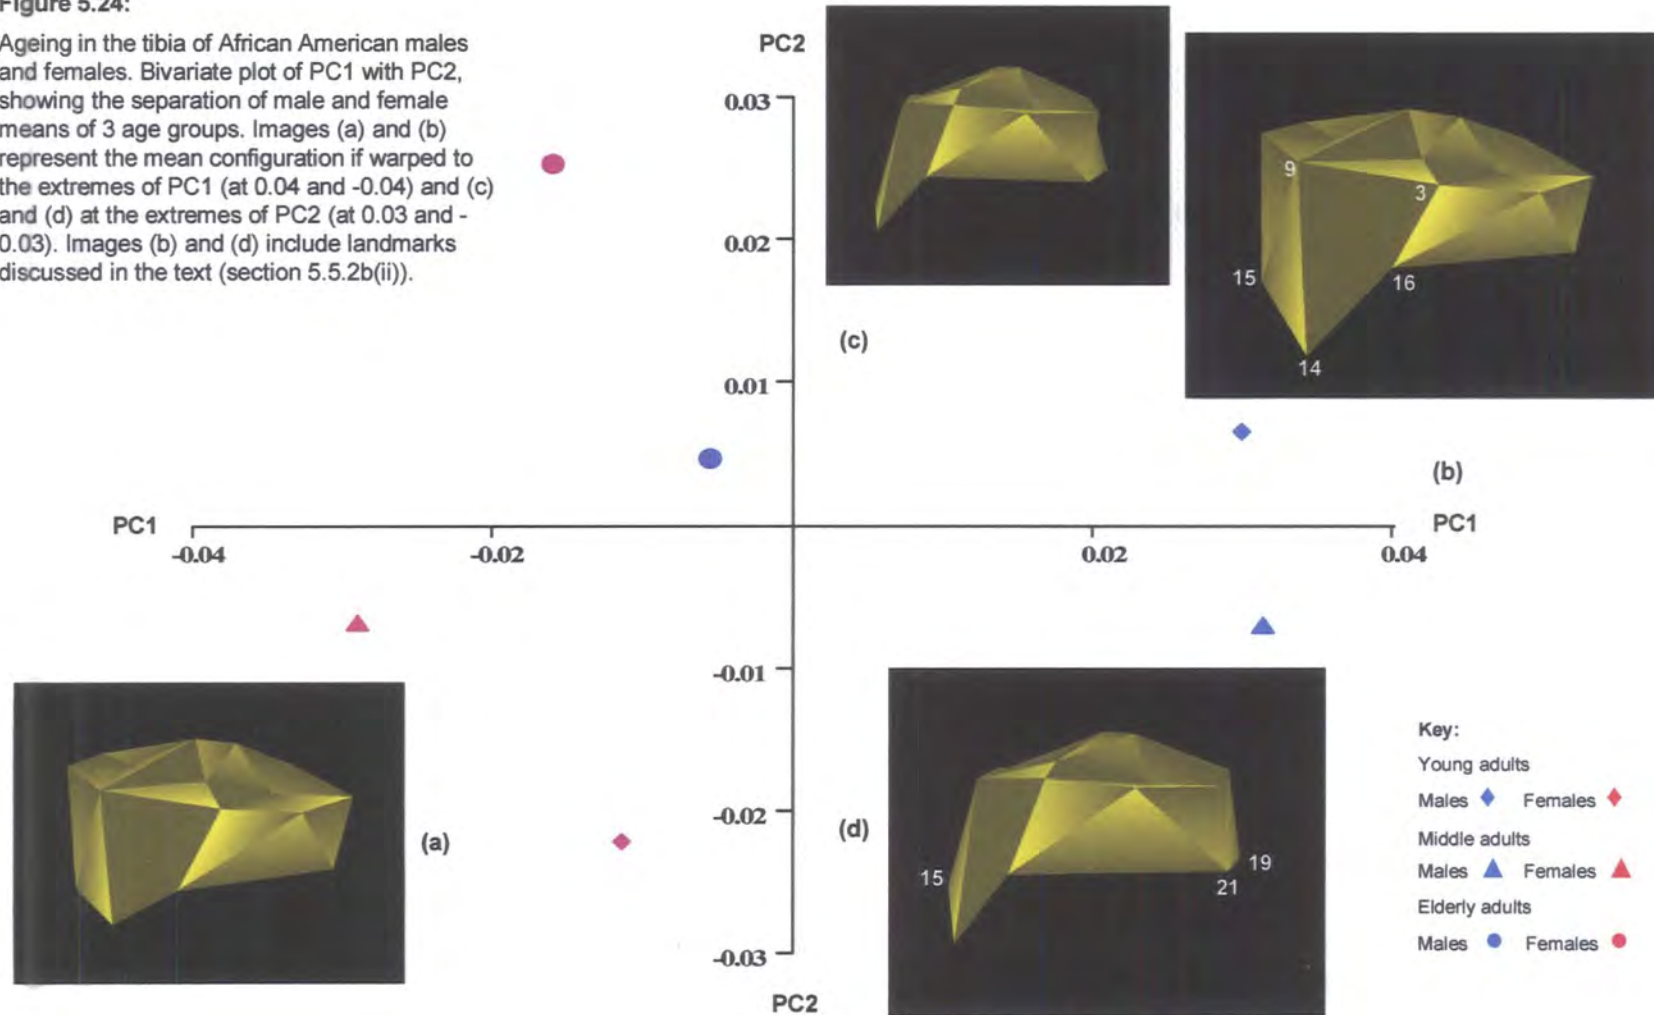 Figure 5.24:
Ageing in the tibia of African American males
and females. Bivariate plot of PC1 with PC2,
showing the separation of male and female
means of 3 age groups. Images (a) and (b)
represent the mean configuration if warped to
the extremes of PC1 (at 0.04 and -0.04) and (c)
and (d) at the extremes of PC2 (at 0.03 and -
0.03). Images (b) and (d) include landmarks
discussed in the text (section 5.5.2b(ii)).
PC2
0.03
0.02
0.01
(c)
9
3
15
16
14
(b)
PC1
-0.04
-0.02
0.02
0.04
PC1
-0.01
-0.02
-0.03
PC2
(a)
(d)
15
19
21
Key:
Young adults
Males Females
Middle adults
Males Females
Elderly adults
Males Females